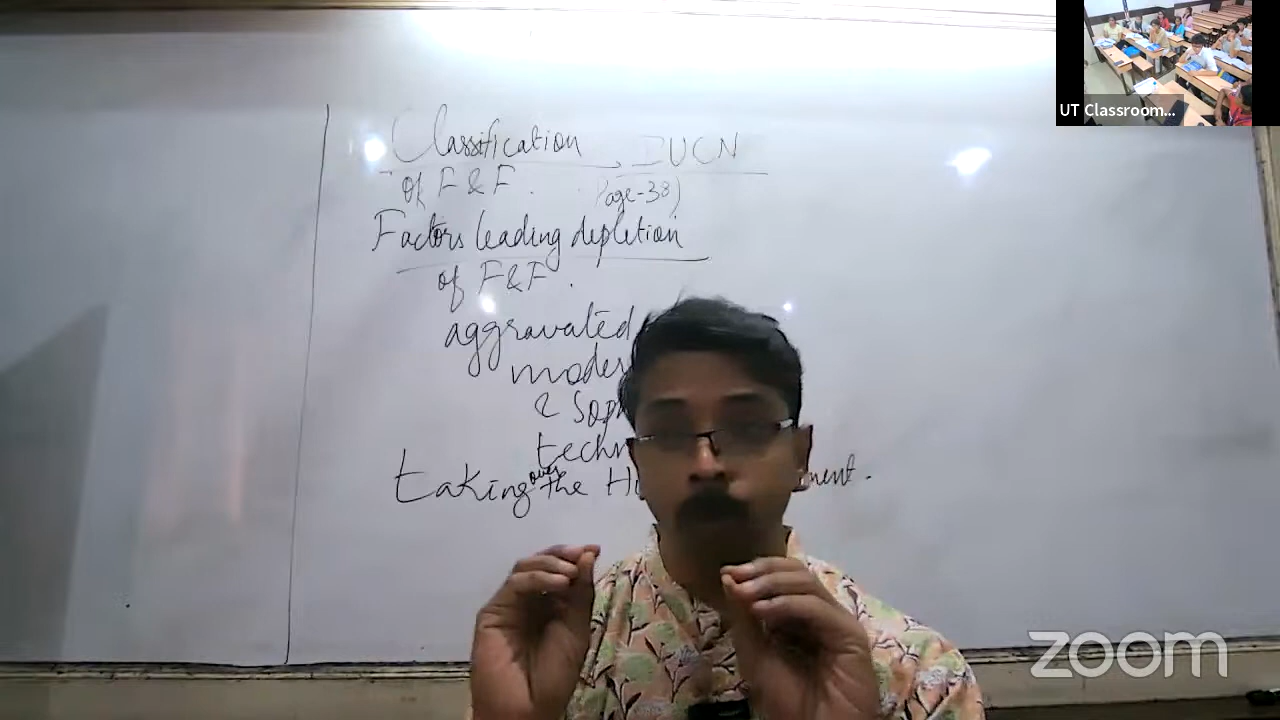 Classification → IUCN
of F & F. Page-38)
Factors leading depletion
of F & F.
aggravated
moder
& Soph
techn
taking over the H ment.
UT Classroom...
zoom